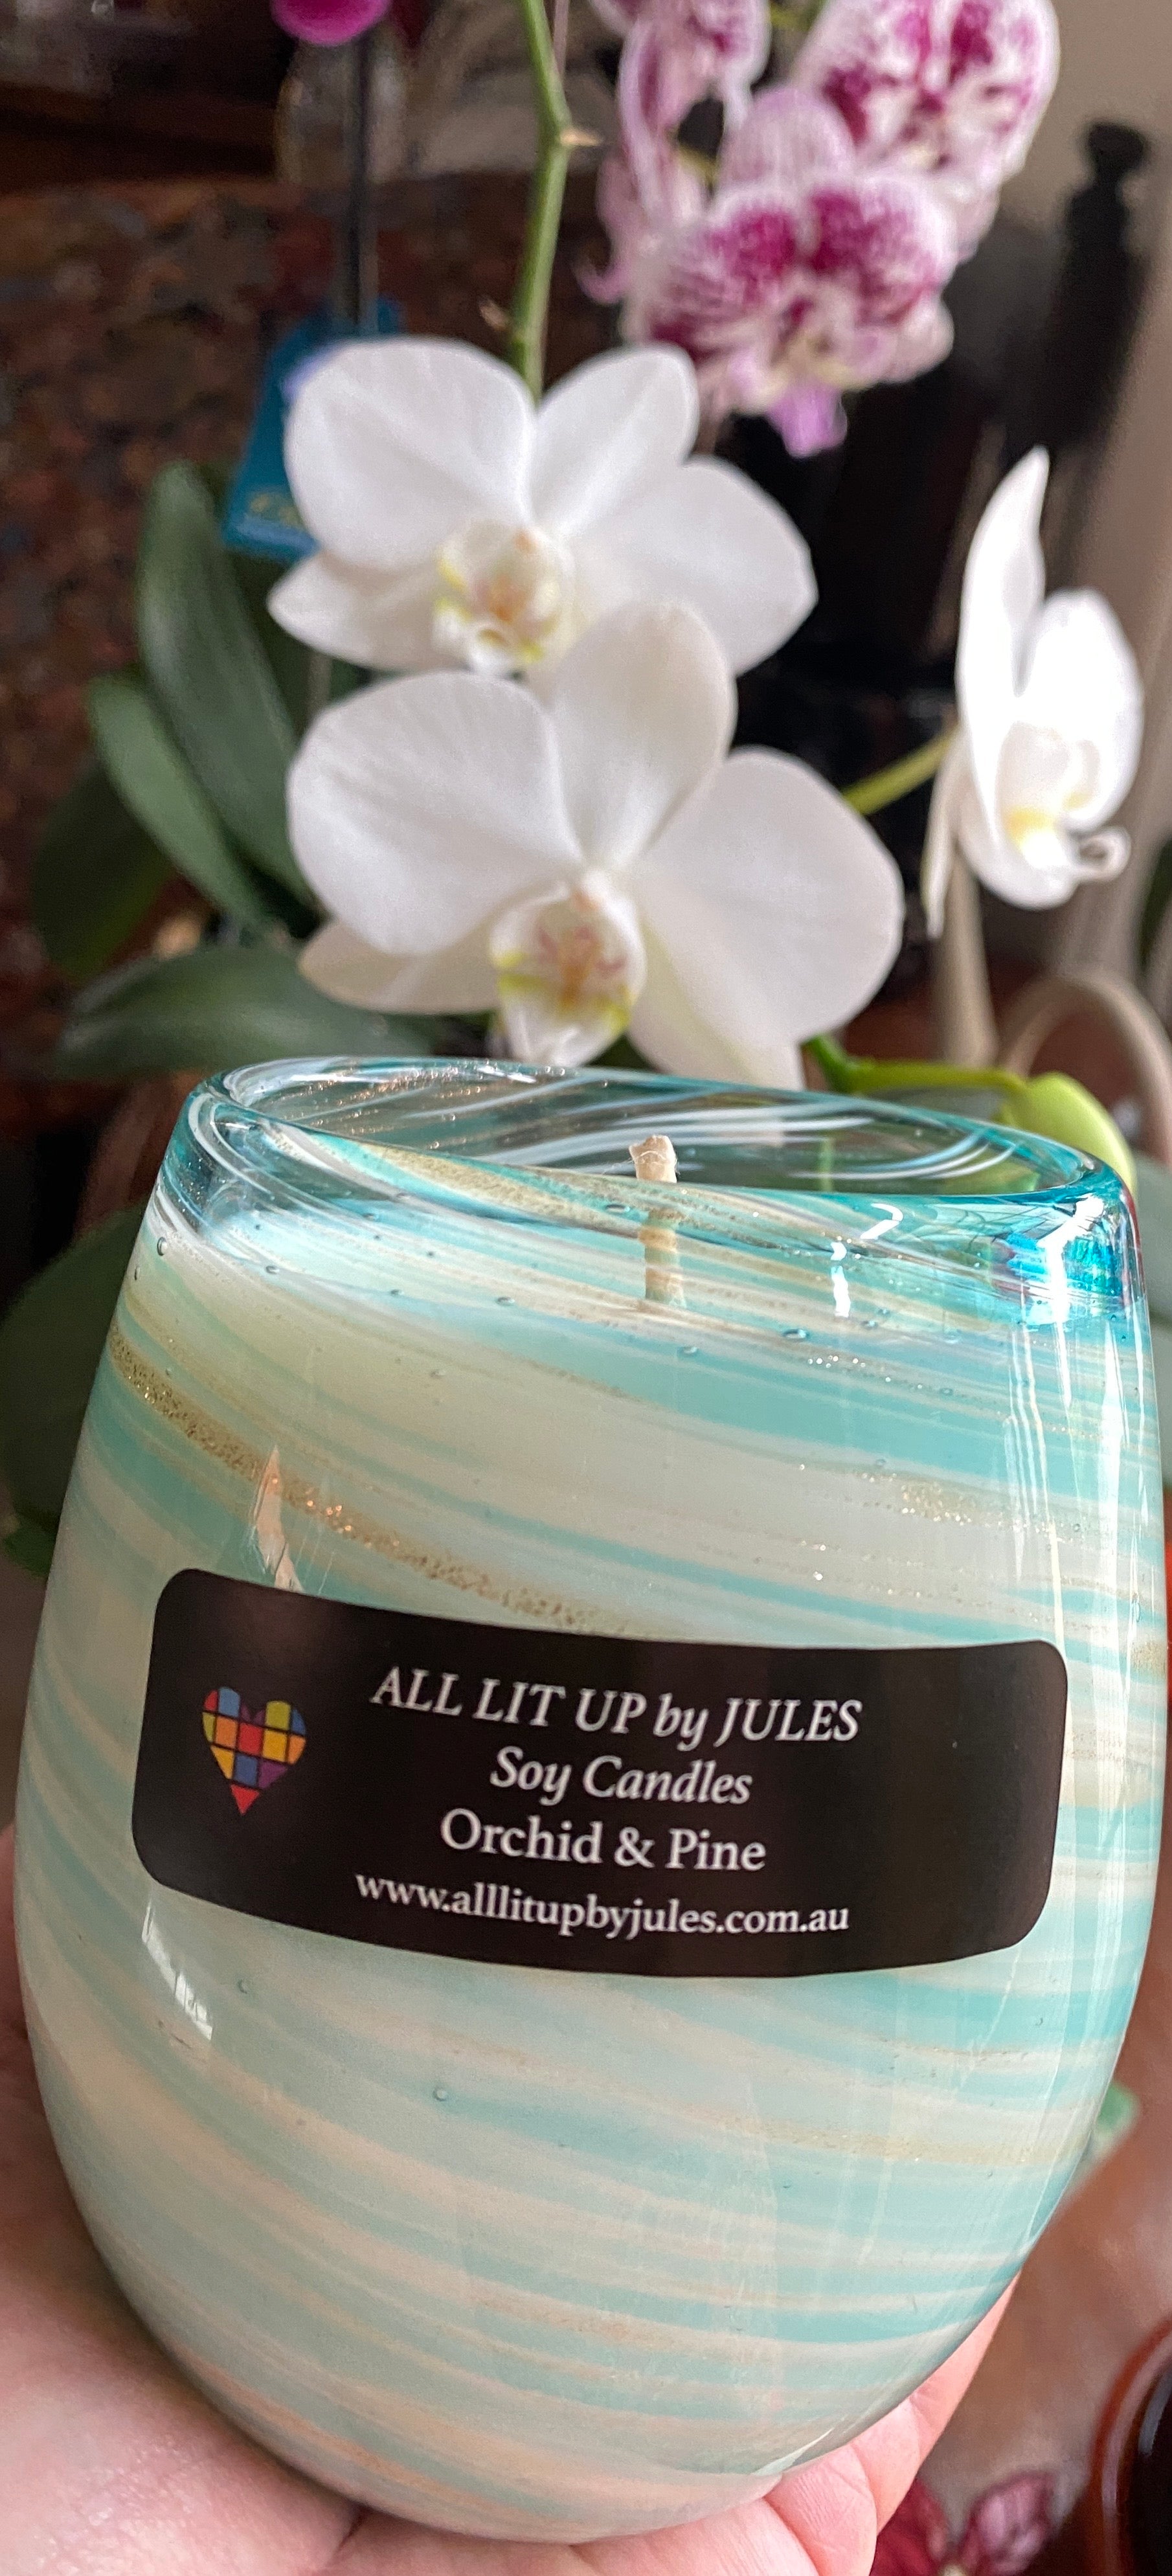 ALL LIT UP by JULES
Soy Candles
Orchid & Pine
www.alllitupbyjules.com.au